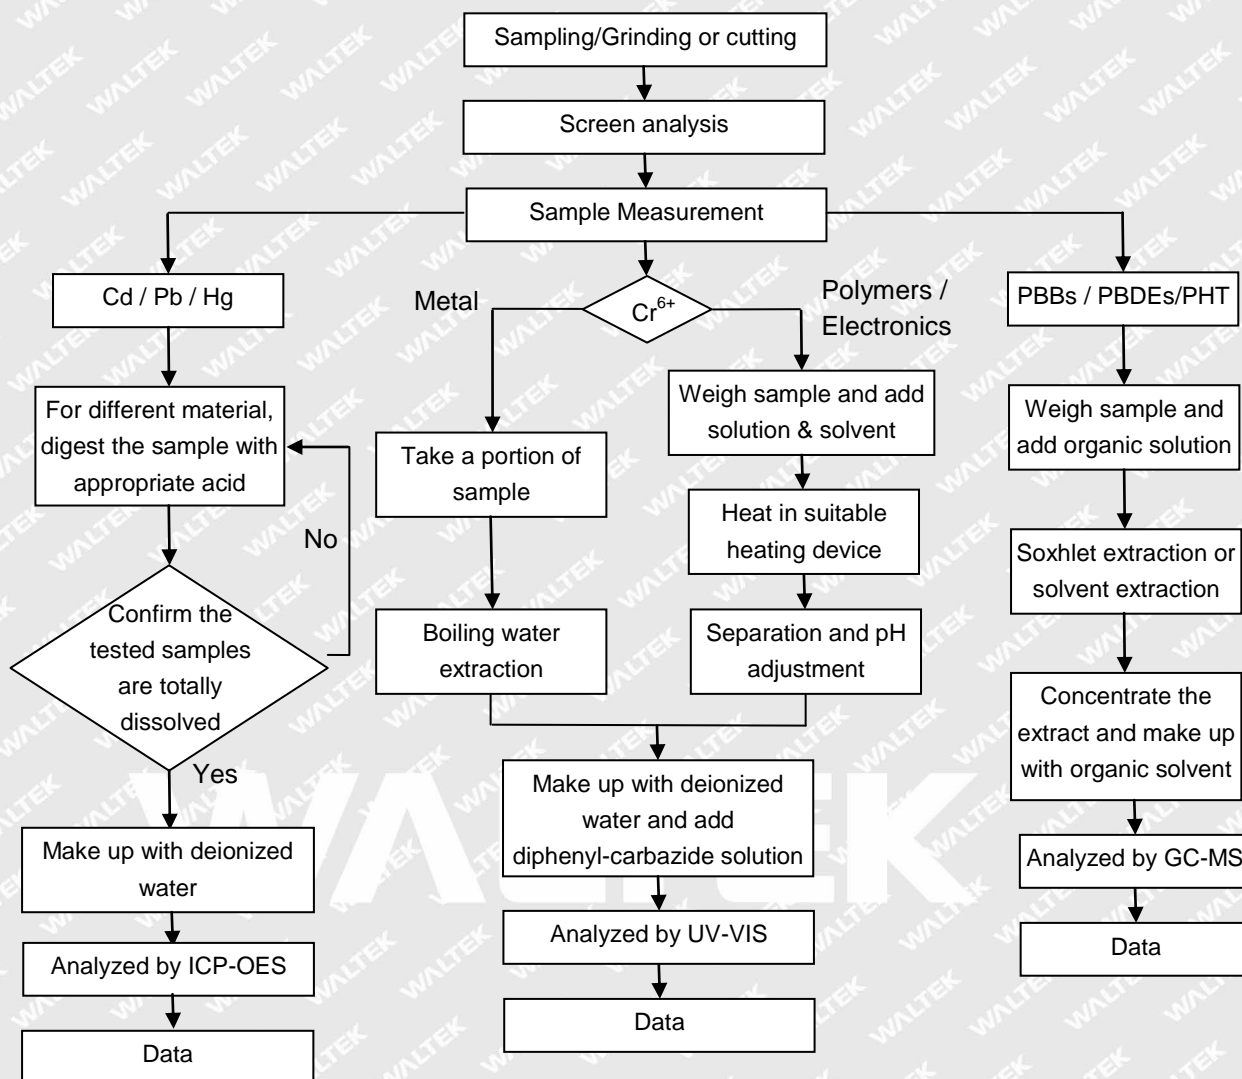 Sampling/Grinding or cutting
Screen analysis
Sample Measurement
Cd / Pb / Hg
For different material,
digest the sample with
appropriate acid
No
Confirm the
tested samples
are totally
dissolved
Yes
Make up with deionized
water
Analyzed by ICP-OES
Data
Metal
Cr6+
Polymers /
Electronics
Take a portion of
sample
Boiling water
extraction
Weigh sample and add
solution & solvent
Heat in suitable
heating device
Separation and pH
adjustment
Make up with deionized
water and add
diphenyl-carbazide solution
Analyzed by UV-VIS
Data
PBBs / PBDEs/PHT
Weigh sample and
add organic solution
Soxhlet extraction or
solvent extraction
Concentrate the
extract and make up
with organic solvent
Analyzed by GC-MS
Data
WALTEK